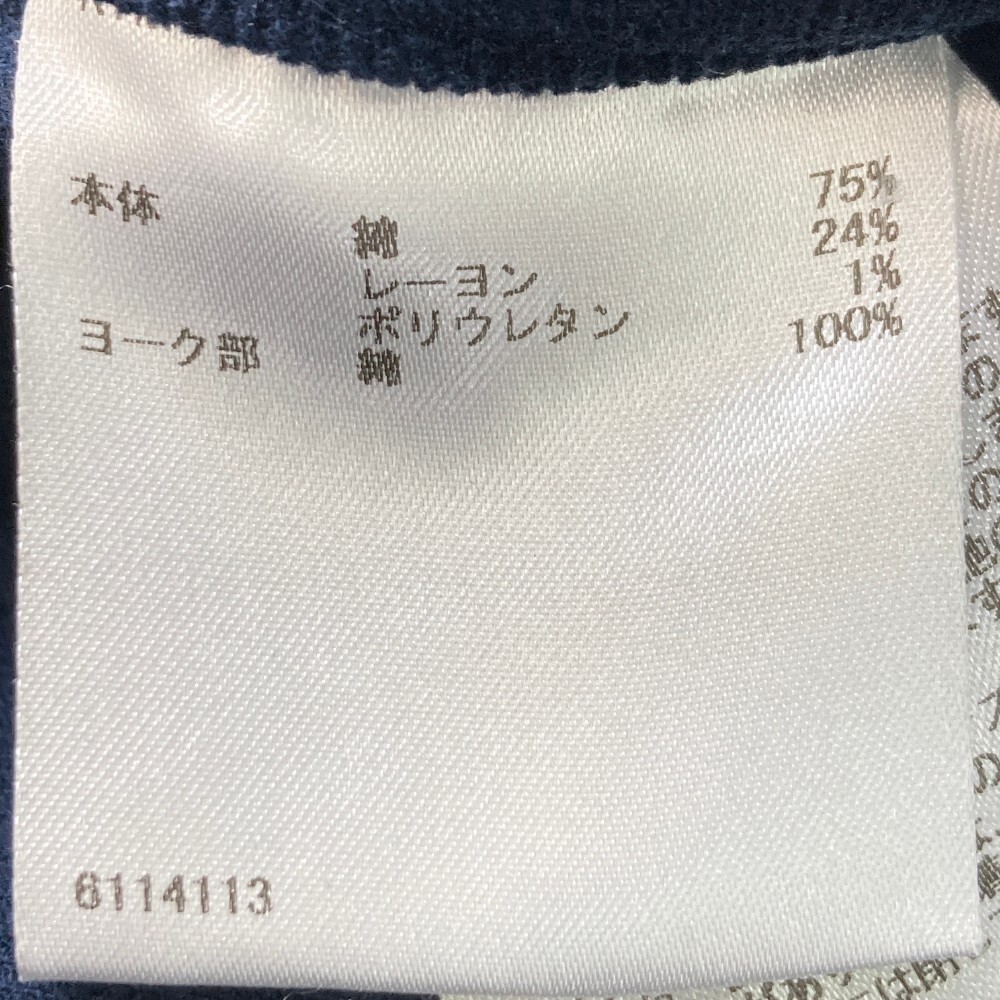 本体 綿 75%
レーヨン 24%
ポリウレタン 1%
ヨーク部 綿 100%
6114113